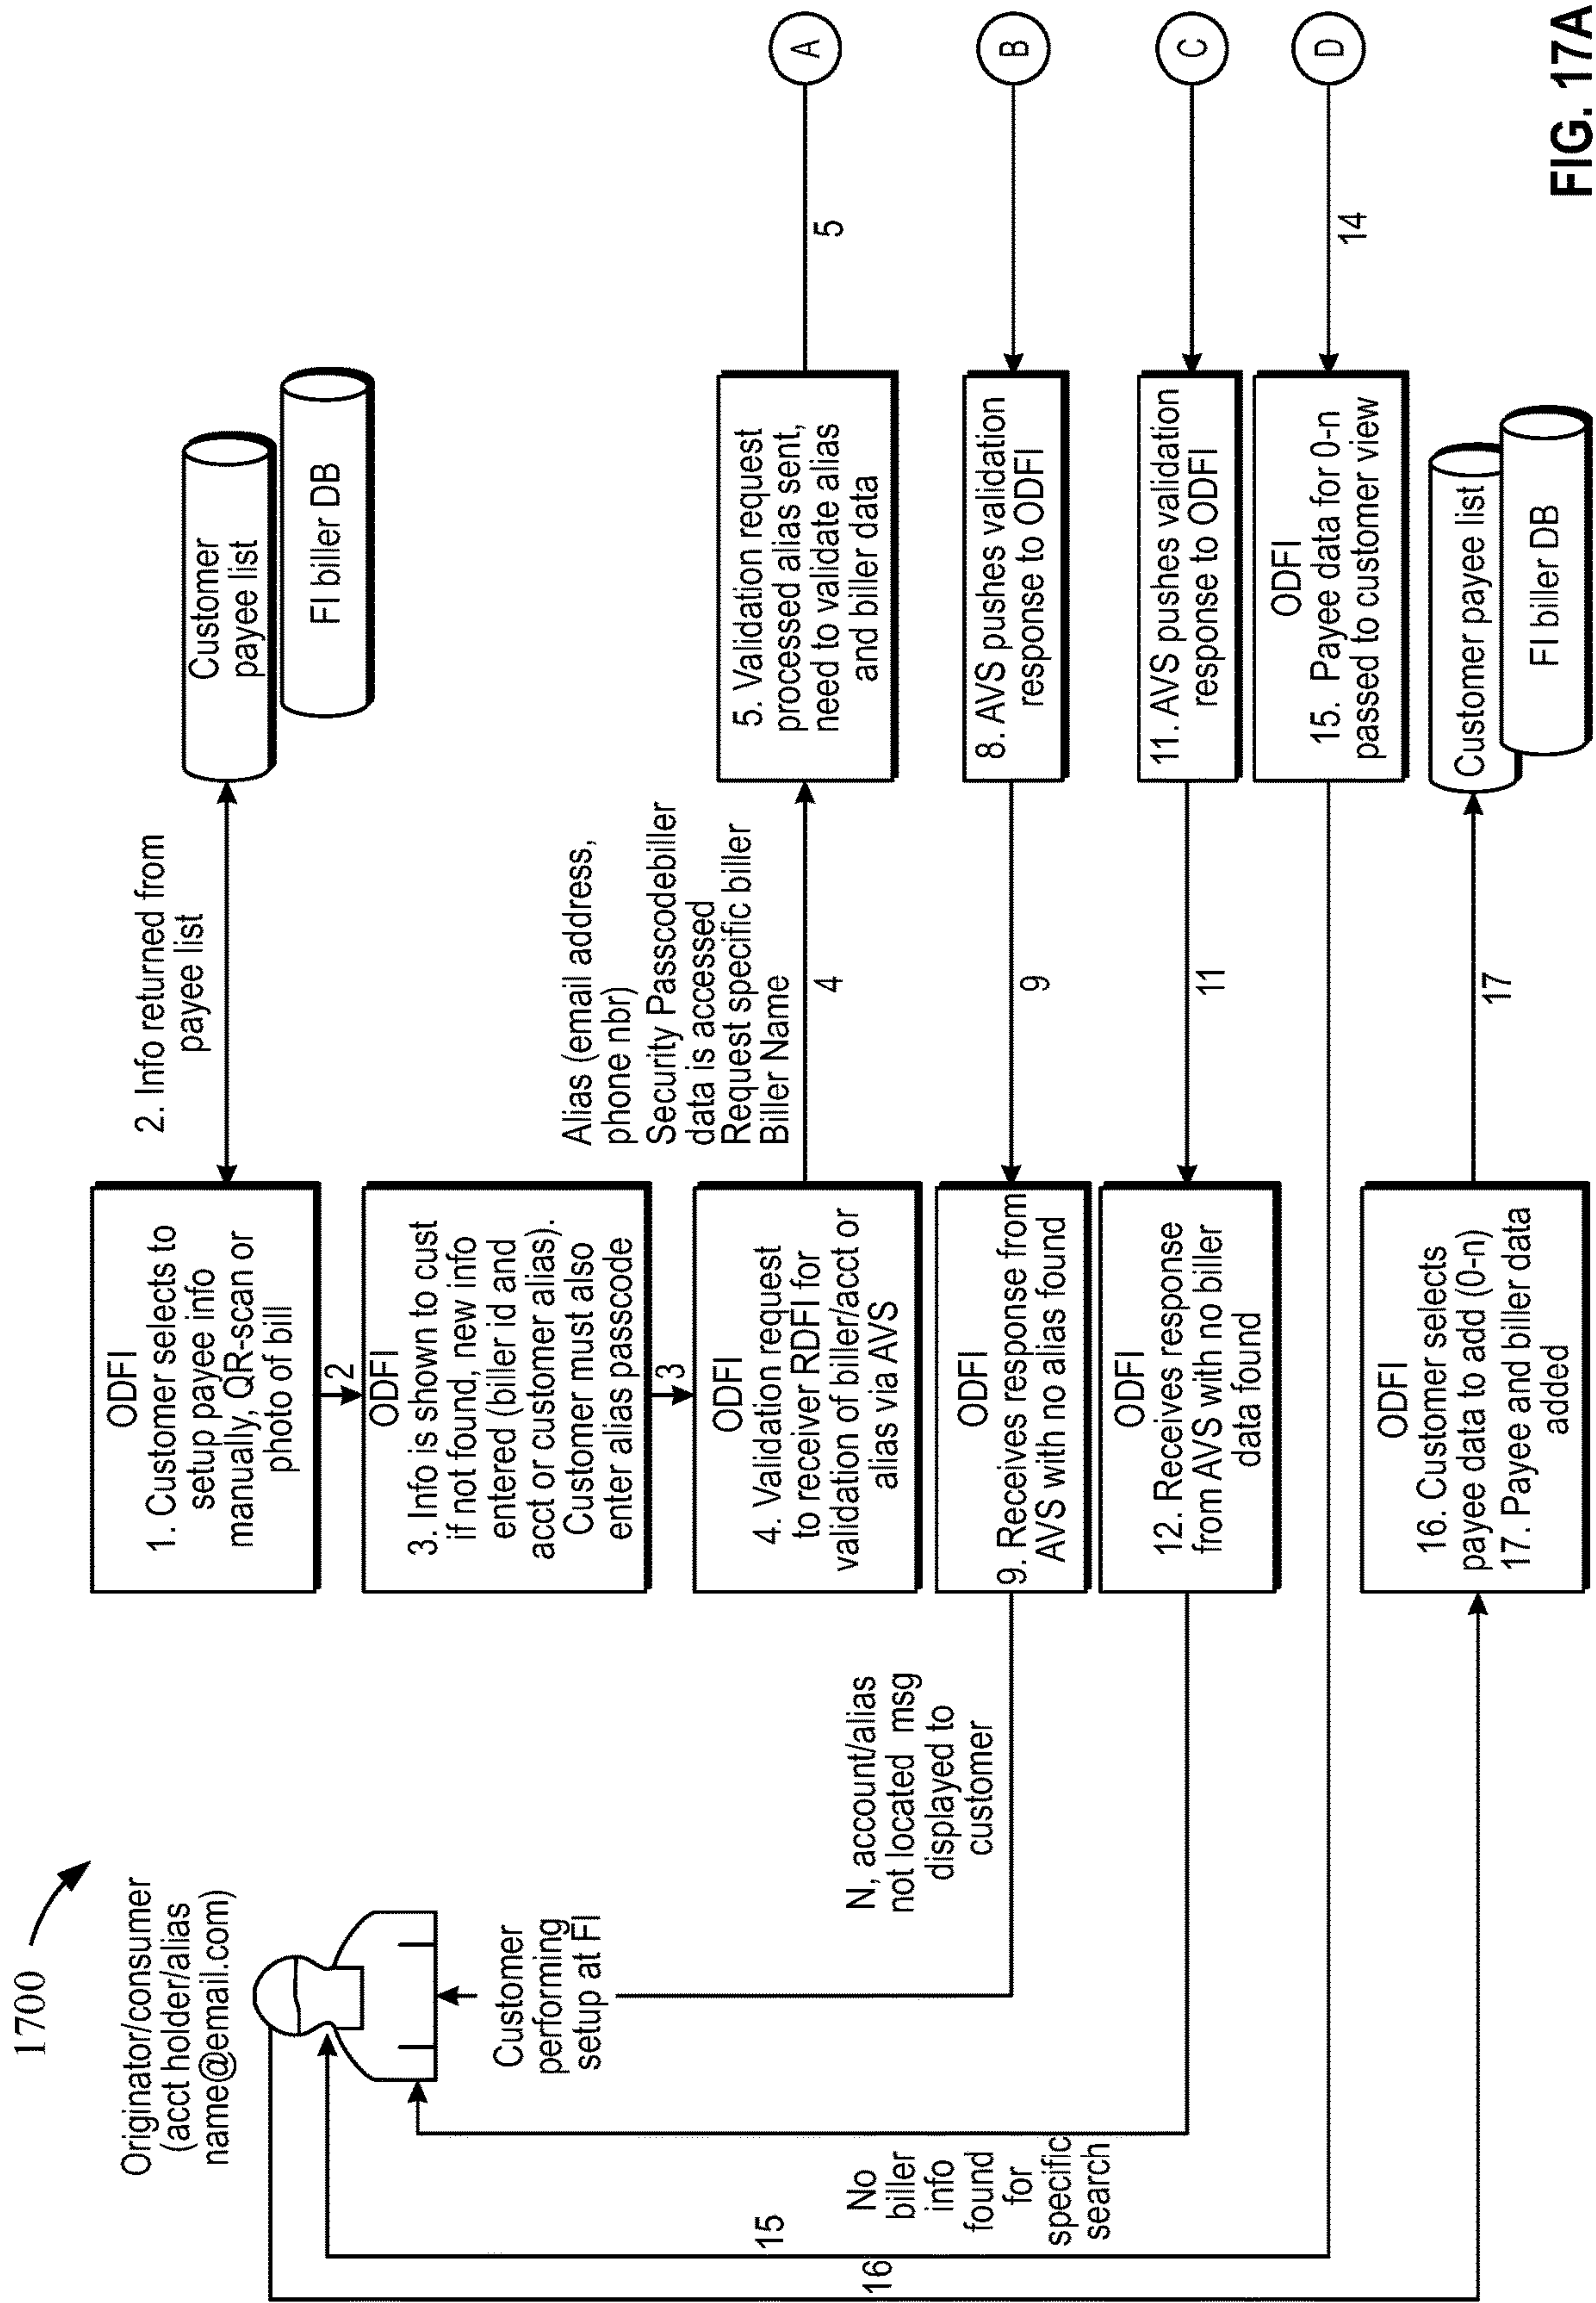 1700
Originator/consumer
(acct holder/alias
name@email.com)
Customer
performing
setup at FI
ODFI
1. Customer selects to
setup payee info
manually, QR-scan or
photo of bill
2. Info returned from
payee list
Customer
payee list
FI biller DB
2
ODFI
3. Info is shown to cust
if not found, new info
entered (biller id and
acct or customer alias).
Customer must also
enter alias passcode
3
ODFI
4. Validation request
to receiver RDFI for
validation of biller/acct or
alias via AVS
Alias (email address,
phone nbr)
Security Passcodebiller
data is accessed
Request specific biller
Biller Name
4
5. Validation request
processed alias sent,
need to validate alias
and biller data
5
A
N, account/alias
not located msg
displayed to
customer
ODFI
9. Receives response from
AVS with no alias found
9
8. AVS pushes validation
response to ODFI
B
No
biller
info
found
for
specific
search
ODFI
12. Receives response
from AVS with no biller
data found
11
11. AVS pushes validation
response to ODFI
C
15
ODFI
15. Payee data for 0-n
passed to customer view
14
D
16
ODFI
16. Customer selects
payee data to add (0-n)
17. Payee and biller data
added
17
Customer payee list
FI biller DB
FIG. 17A